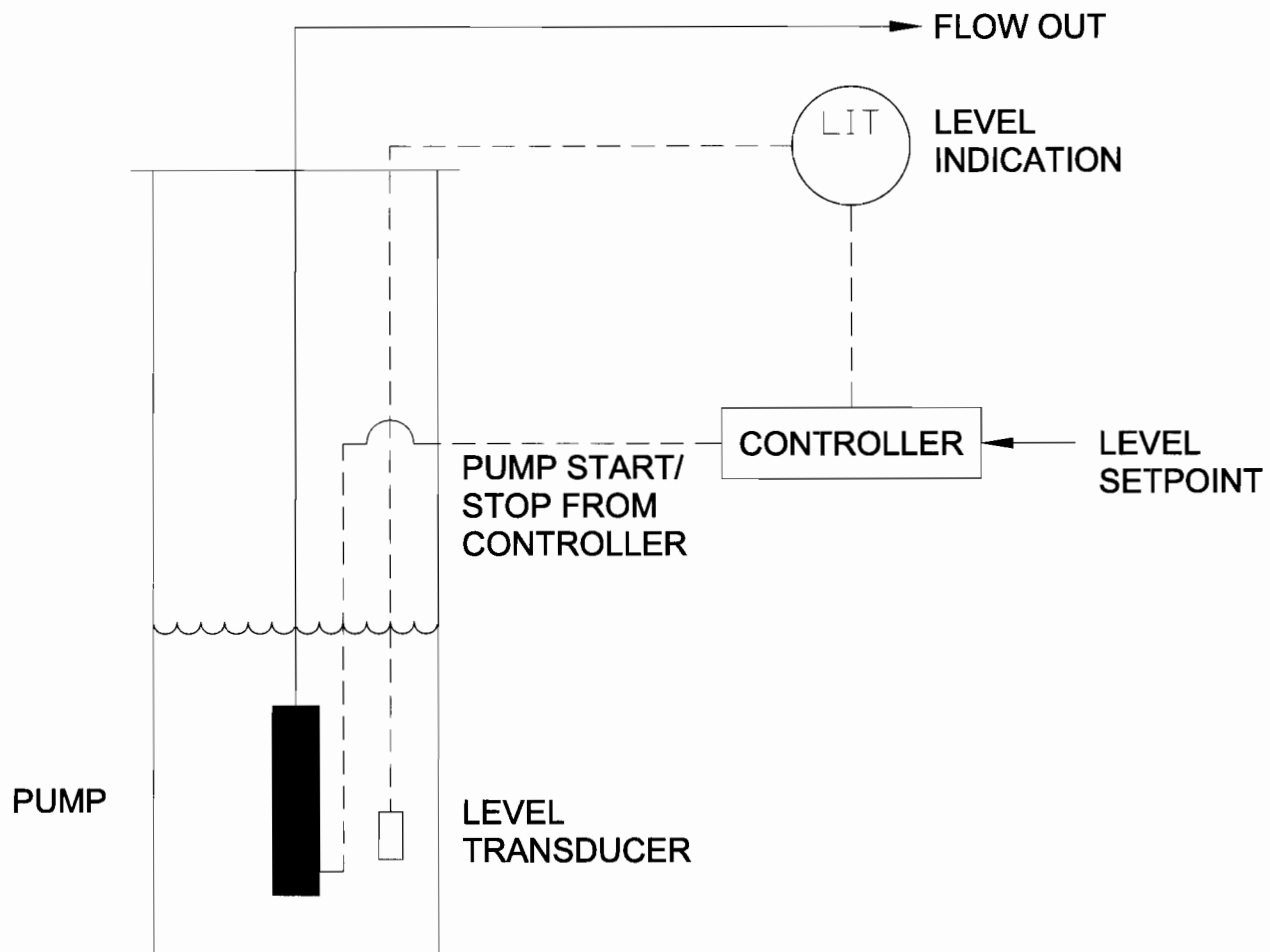 FLOW OUT
LIT
LEVEL
INDICATION
CONTROLLER
LEVEL
SETPOINT
PUMP START/
STOP FROM
CONTROLLER
PUMP
LEVEL
TRANSDUCER